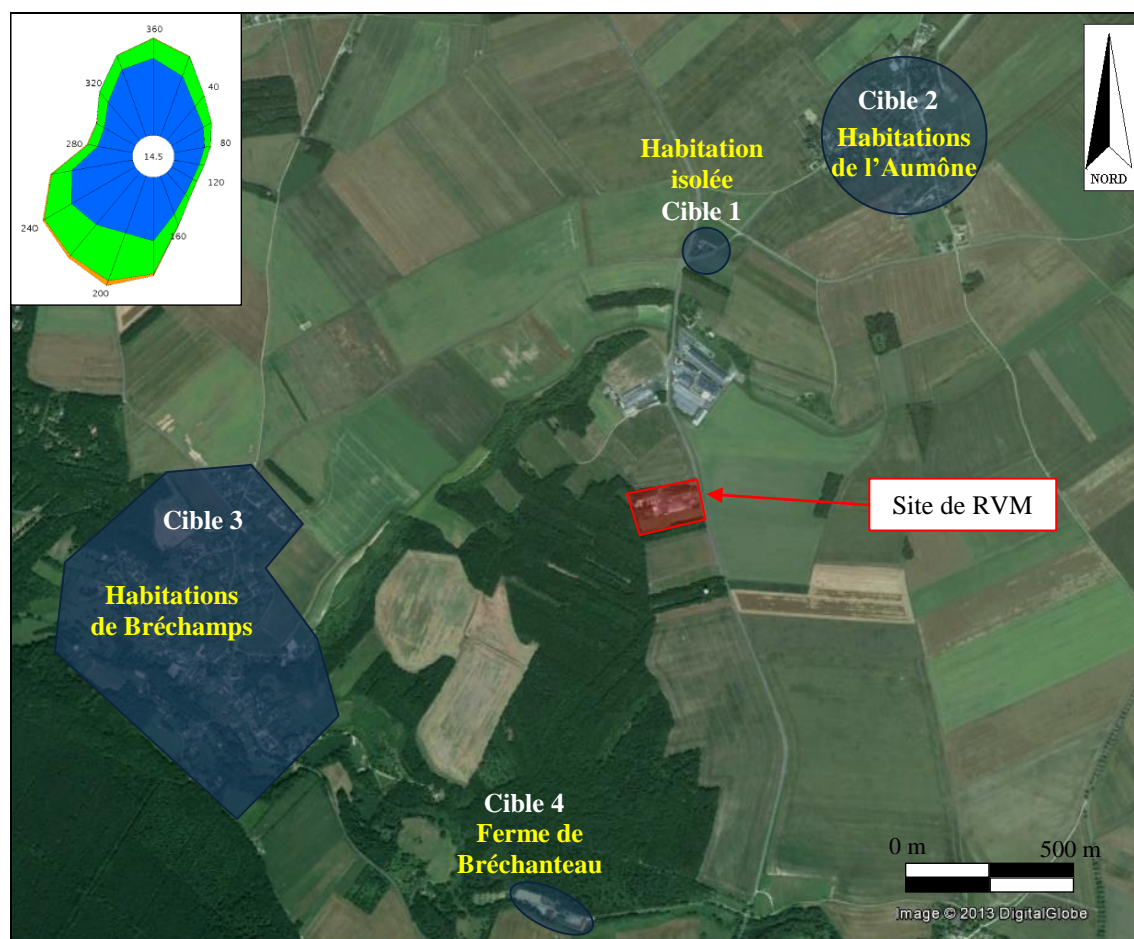 360
320
40
280
14.5
80
120
240
160
200
Cible 2
Habitations
de l’Aumône
NORD
Habitation
isolée
Cible 1
Site de RVM
Cible 3
Habitations
de Bréchamps
Cible 4
Ferme de
Bréchanteau
0 m
500 m
Image © 2013 DigitalGlobe